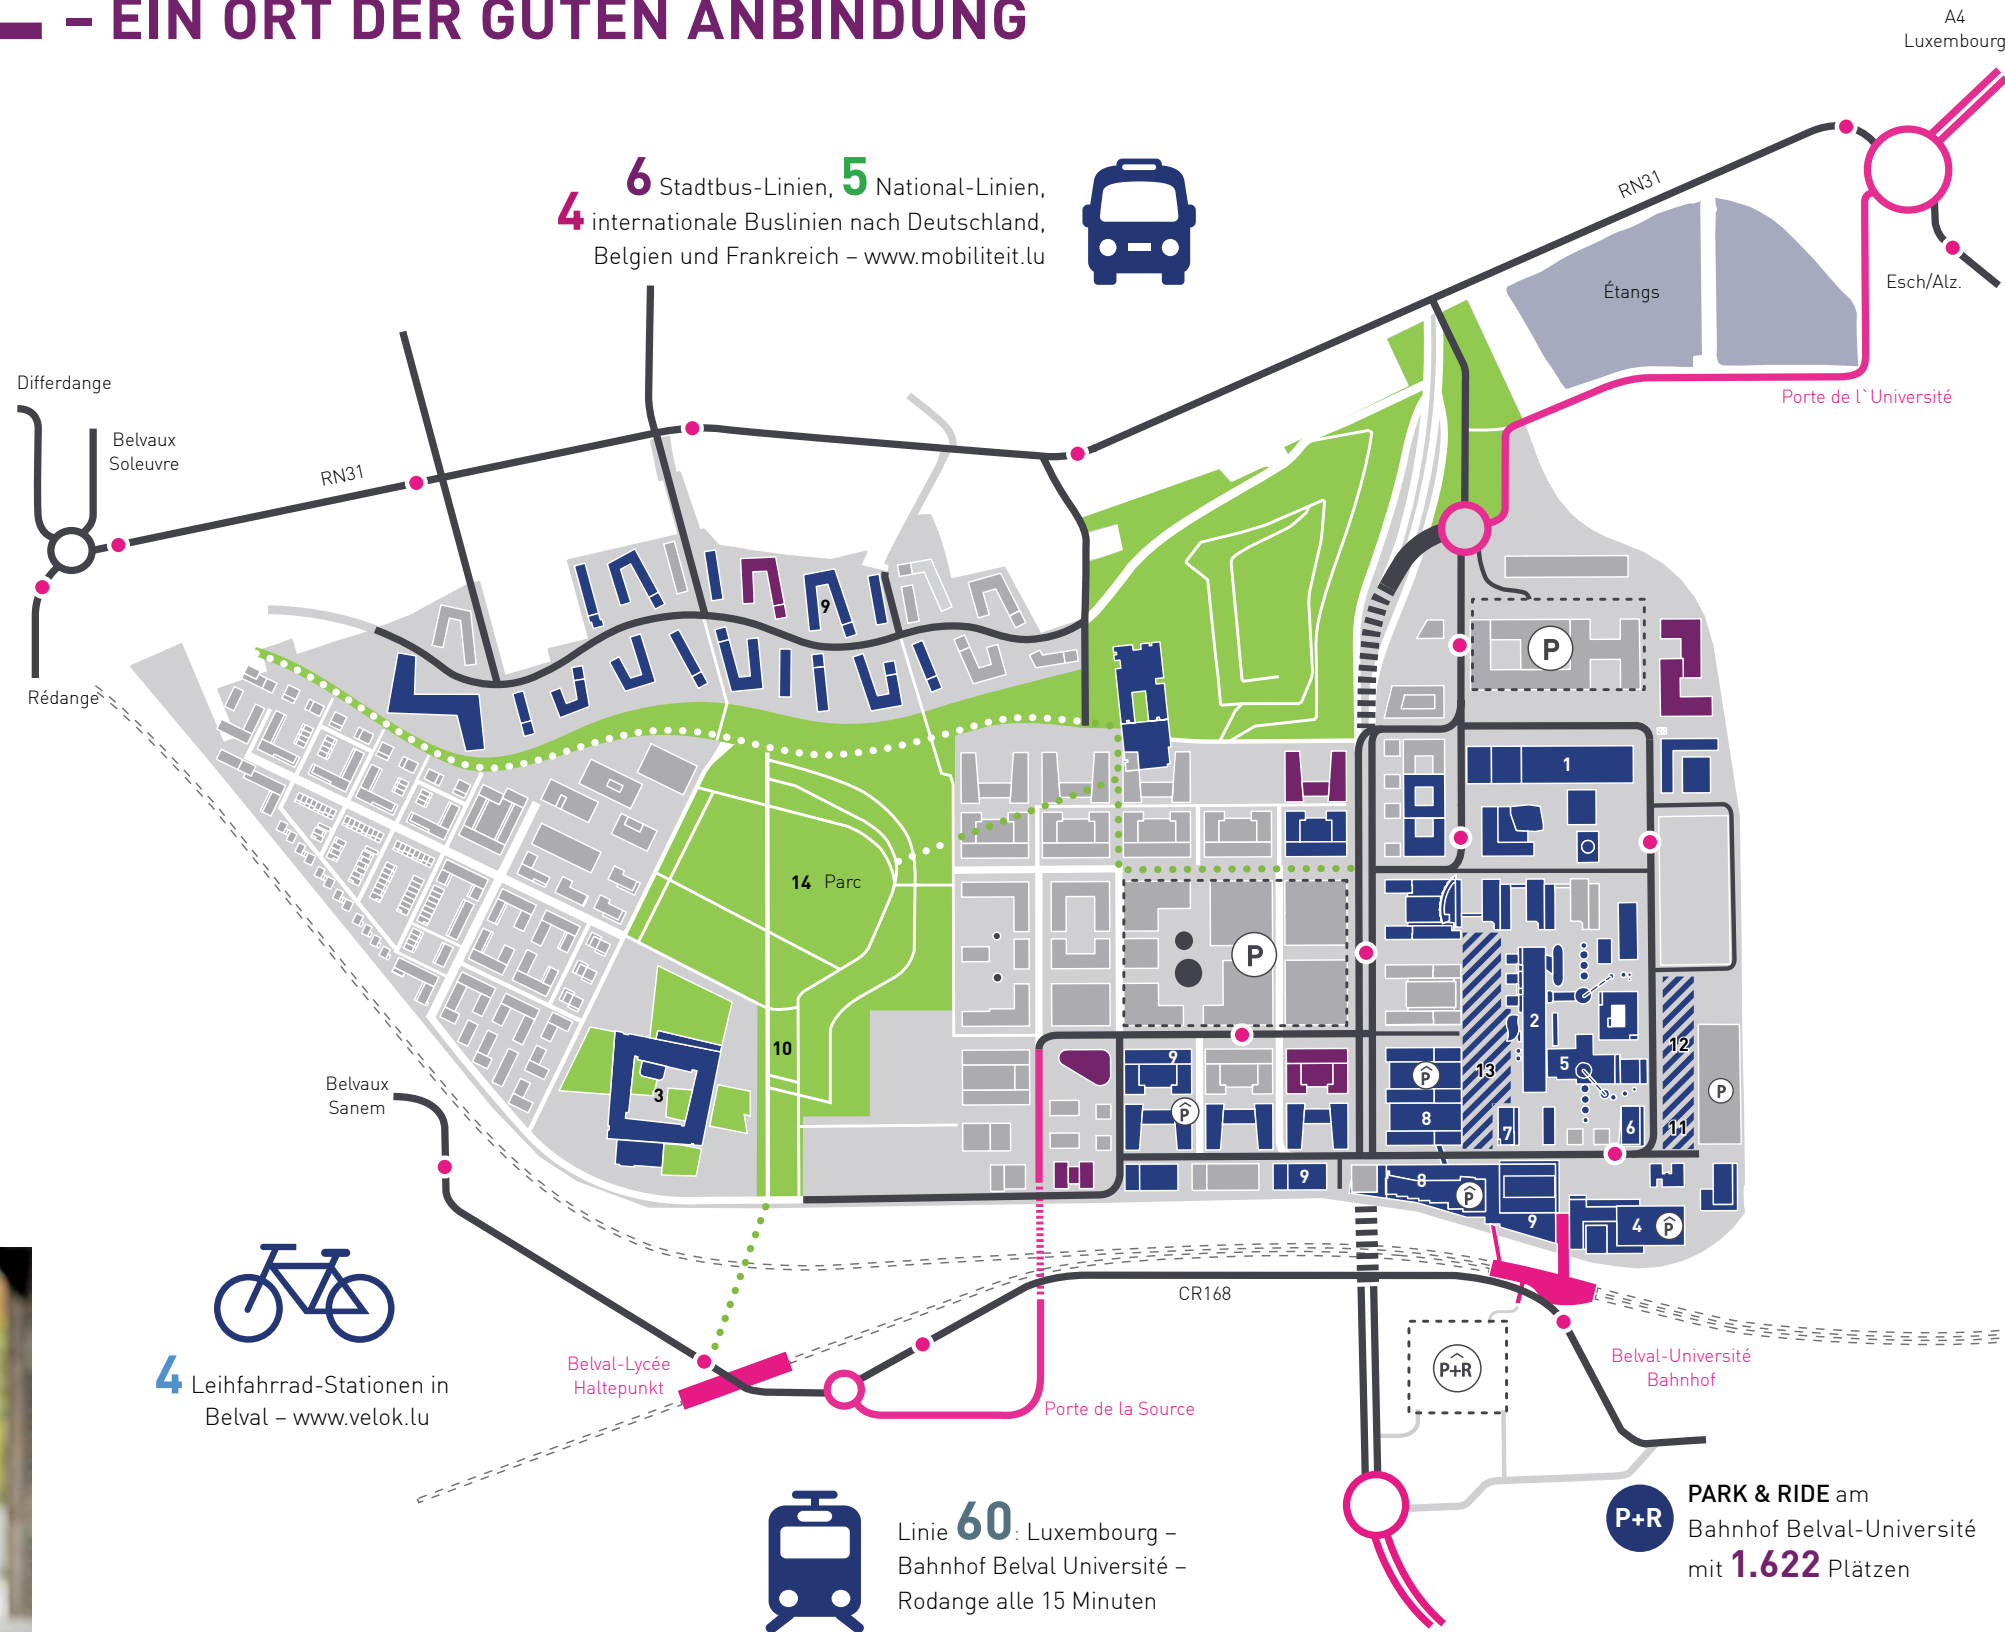 – EIN ORT DER GUTEN ANBINDUNG
A4
Luxembourg
6 Stadtbus-Linien, 5 National-Linien,
4 internationale Buslinien nach Deutschland,
Belgien und Frankreich – www.mobiliteit.lu
RN31
Étangs
Esch/Alz.
Porte de l`Université
Differdange
Belvaux
Soleuvre
RN31
Rédange
9
P
1
14 Parc
P
2
10
3
9
P
5
12
13
P
P
8
7
6
11
9
8
P
9
4
P
Belvaux
Sanem
CR168
Belval-Lycée
Haltepunkt
P+R
Belval-Université
Bahnhof
Porte de la Source
4 Leihfahrrad-Stationen in
Belval – www.velok.lu
Linie 60: Luxembourg –
Bahnhof Belval Université –
Rodange alle 15 Minuten
P+R
PARK & RIDE am
Bahnhof Belval-Université
mit 1.622 Plätzen